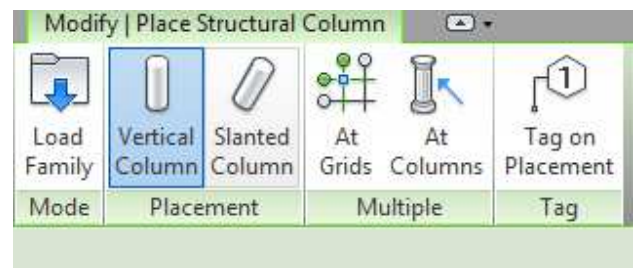 Modify | Place Structural Column
1
Load Vertical Slanted At At Tag on
Family Column Column Grids Columns Placement
Mode Placement Multiple Tag